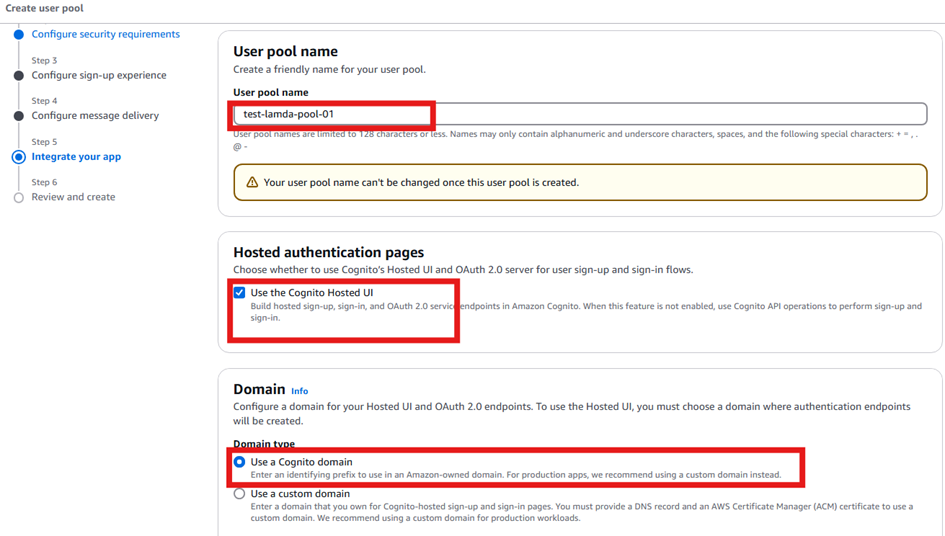 Create user pool
Configure security requirements
Step 3
Configure sign-up experience
Step 4
Configure message delivery
Step 5
Integrate your app
Step 6
Review and create
User pool name
Create a friendly name for your user pool.
User pool name
test-lamda-pool-01
User pool names are limited to 128 characters or less. Names may only contain alphanumeric and underscore characters, spaces, and the following special characters: + = , .
@ -
Your user pool name can't be changed once this user pool is created.
Hosted authentication pages
Choose whether to use Cognito's Hosted UI and OAuth 2.0 server for user sign-up and sign-in flows.
Use the Cognito Hosted UI
Build hosted sign-up, sign-in, and OAuth 2.0 service endpoints in Amazon Cognito. When this feature is not enabled, use Cognito API operations to perform sign-up and
sign-in.
Domain Info
Configure a domain for your Hosted UI and OAuth 2.0 endpoints. To use the Hosted UI, you must choose a domain where authentication endpoints
will be created.
Domain type
Use a Cognito domain
Enter an identifying prefix to use in an Amazon-owned domain. For production apps, we recommend using a custom domain instead.
Use a custom domain
Enter a domain that you own for Cognito-hosted sign-up and sign-in pages. You must provide a DNS record and an AWS Certificate Manager (ACM) certificate to use a
custom domain. We recommend using a custom domain for production workloads.